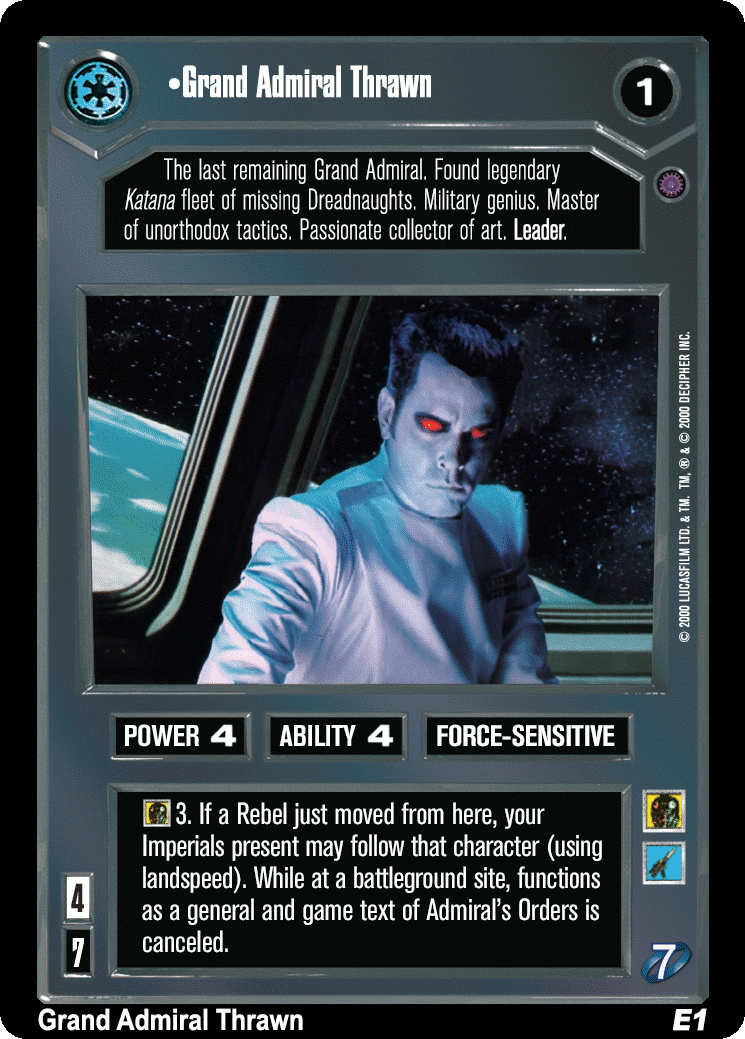 •Grand Admiral Thrawn
1
The last remaining Grand Admiral. Found legendary
Katana fleet of missing Dreadnaughts. Military genius. Master
of unorthodox tactics. Passionate collector of art. Leader.
© 2000 LUCASFILM LTD. & TM. TM, ® & © 2000 DECIPHER INC.
POWER 4
ABILITY 4
FORCE-SENSITIVE
3. If a Rebel just moved from here, your
Imperials present may follow that character (using
landspeed). While at a battleground site, functions
as a general and game text of Admiral's Orders is
canceled.
4
7
7
Grand Admiral Thrawn
E1